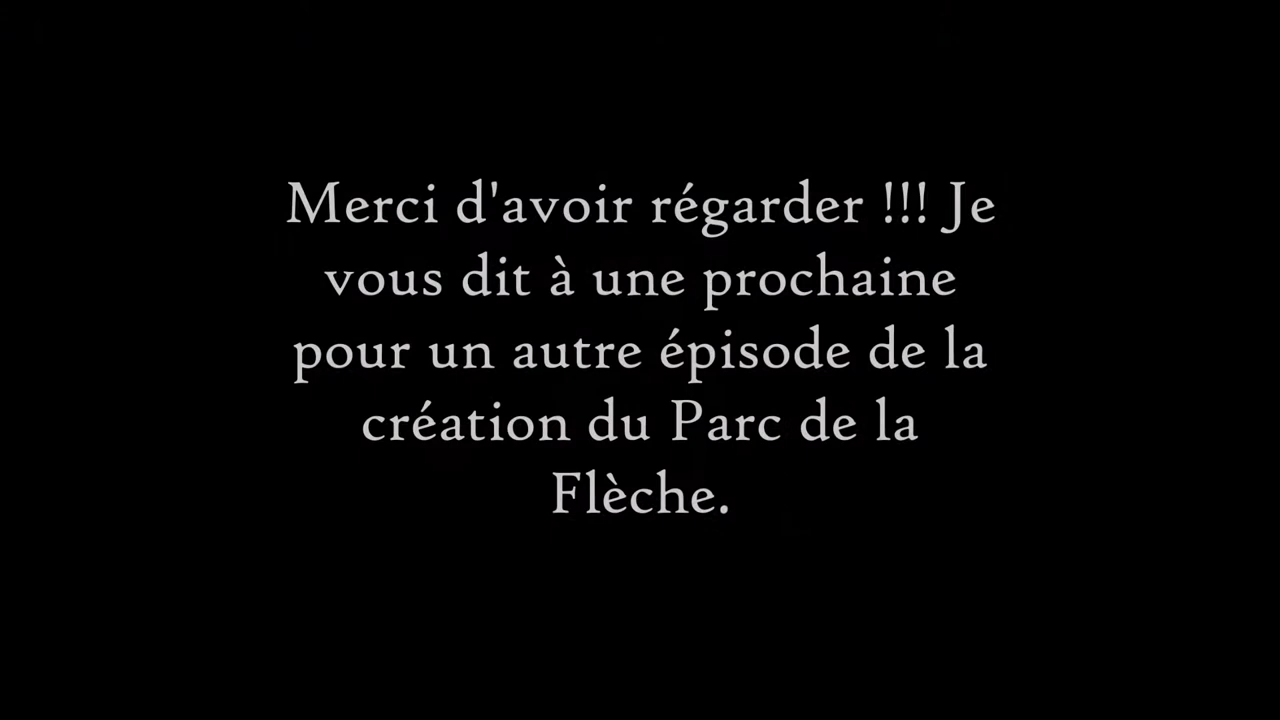 Merci d'avoir régarder !!! Je
vous dit à une prochaine
pour un autre épisode de la
création du Parc de la
Flèche.